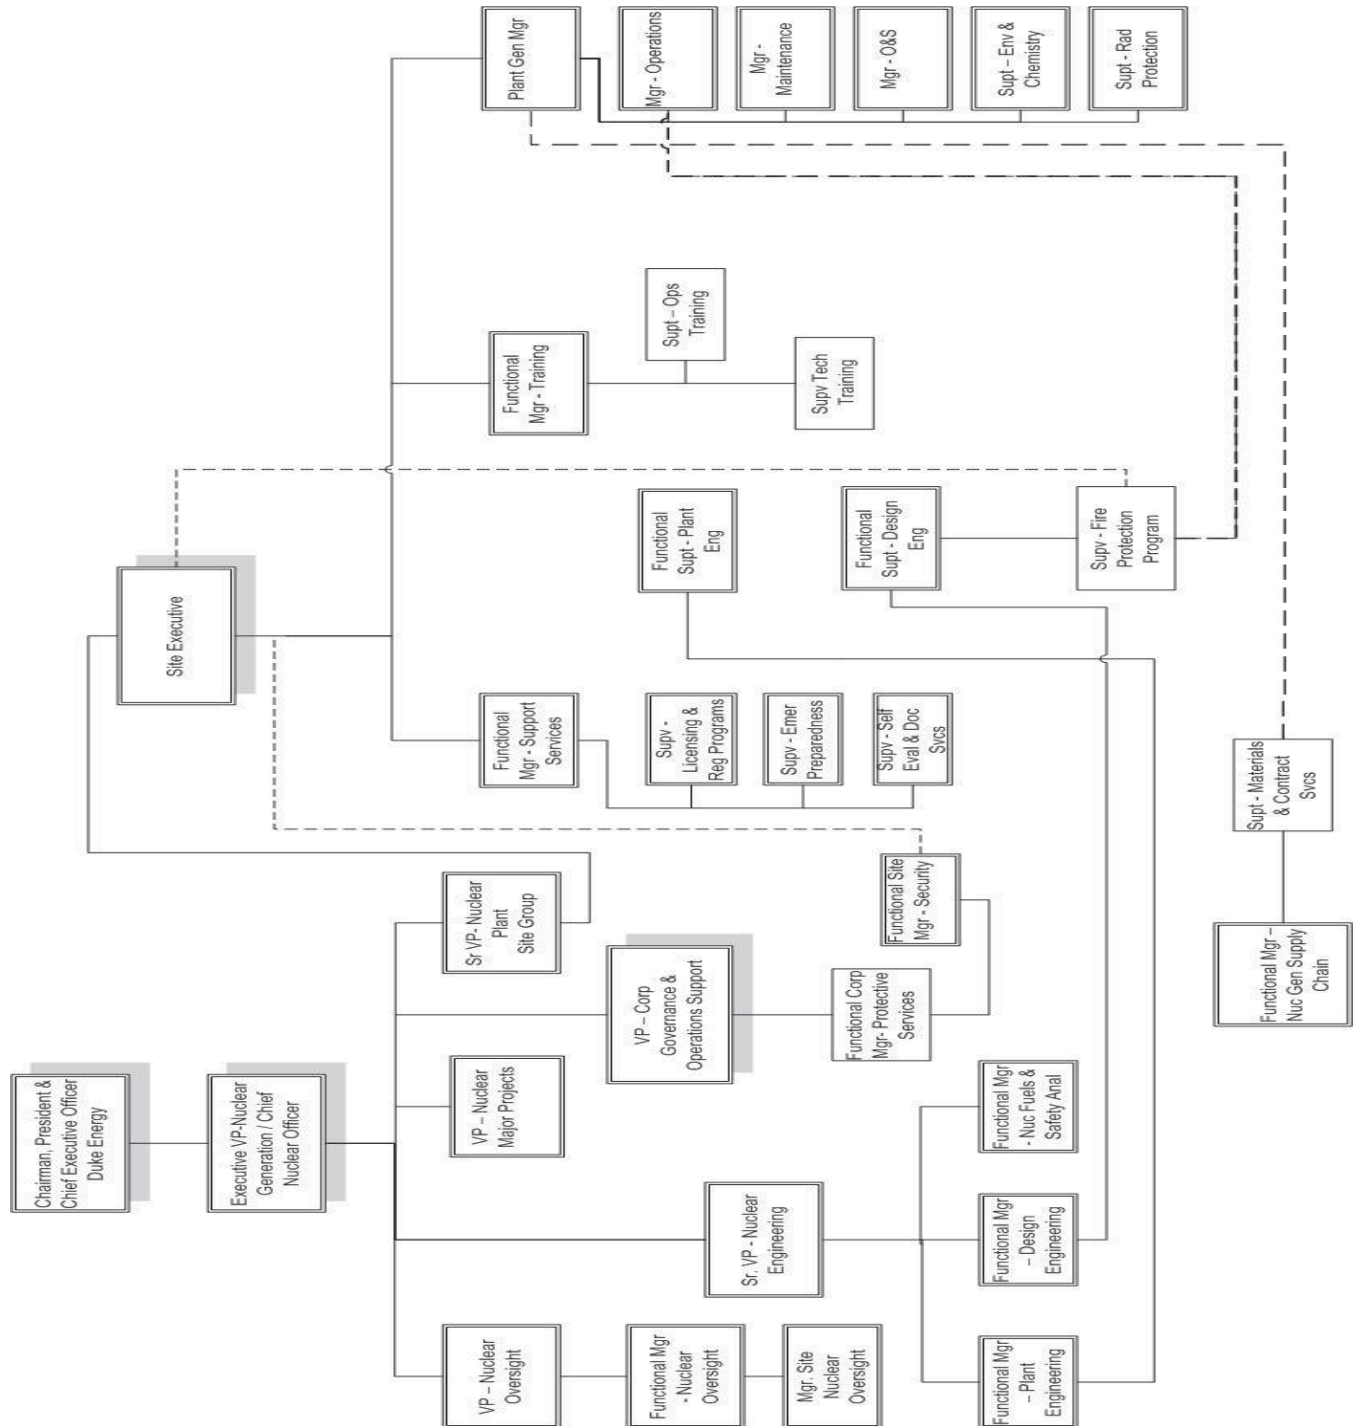 Chairman, President &
Chief Executive Officer
Duke Energy
Executive VP-Nuclear
Generation / Chief
Nuclear Officer
VP – Nuclear
Oversight
Functional Mgr
- Nuclear
Oversight
Mgr. Site
Nuclear
Oversight
Sr. VP - Nuclear
Engineering
Functional Mgr
– Plant
Engineering
Functional Mgr
– Design
Engineering
Functional Mgr
- Nuc Fuels &
Safety Anal
VP – Nuclear
Major Projects
VP – Corp
Governance &
Operations Support
Functional Corp
Mgr- Protective
Services
Functional Site
Mgr - Security
Sr VP- Nuclear
Plant
Site Group
Site Executive
Functional
Mgr - Support
Services
Supv -
Licensing &
Reg Programs
Supv - Emer
Preparedness
Supv - Self
Eval & Doc
Svcs
Functional
Supt - Plant
Eng
Functional
Supt - Design
Eng
Supv - Fire
Protection
Program
Functional
Mgr - Training
Supt – Ops
Training
Supv Tech
Training
Plant Gen Mgr
Mgr - Operations
Mgr -
Maintenance
Mgr - O&S
Supt – Env &
Chemistry
Supt - Rad
Protection
Functional Mgr –
Nuc Gen Supply
Chain
Supt - Materials
& Contract
Svcs